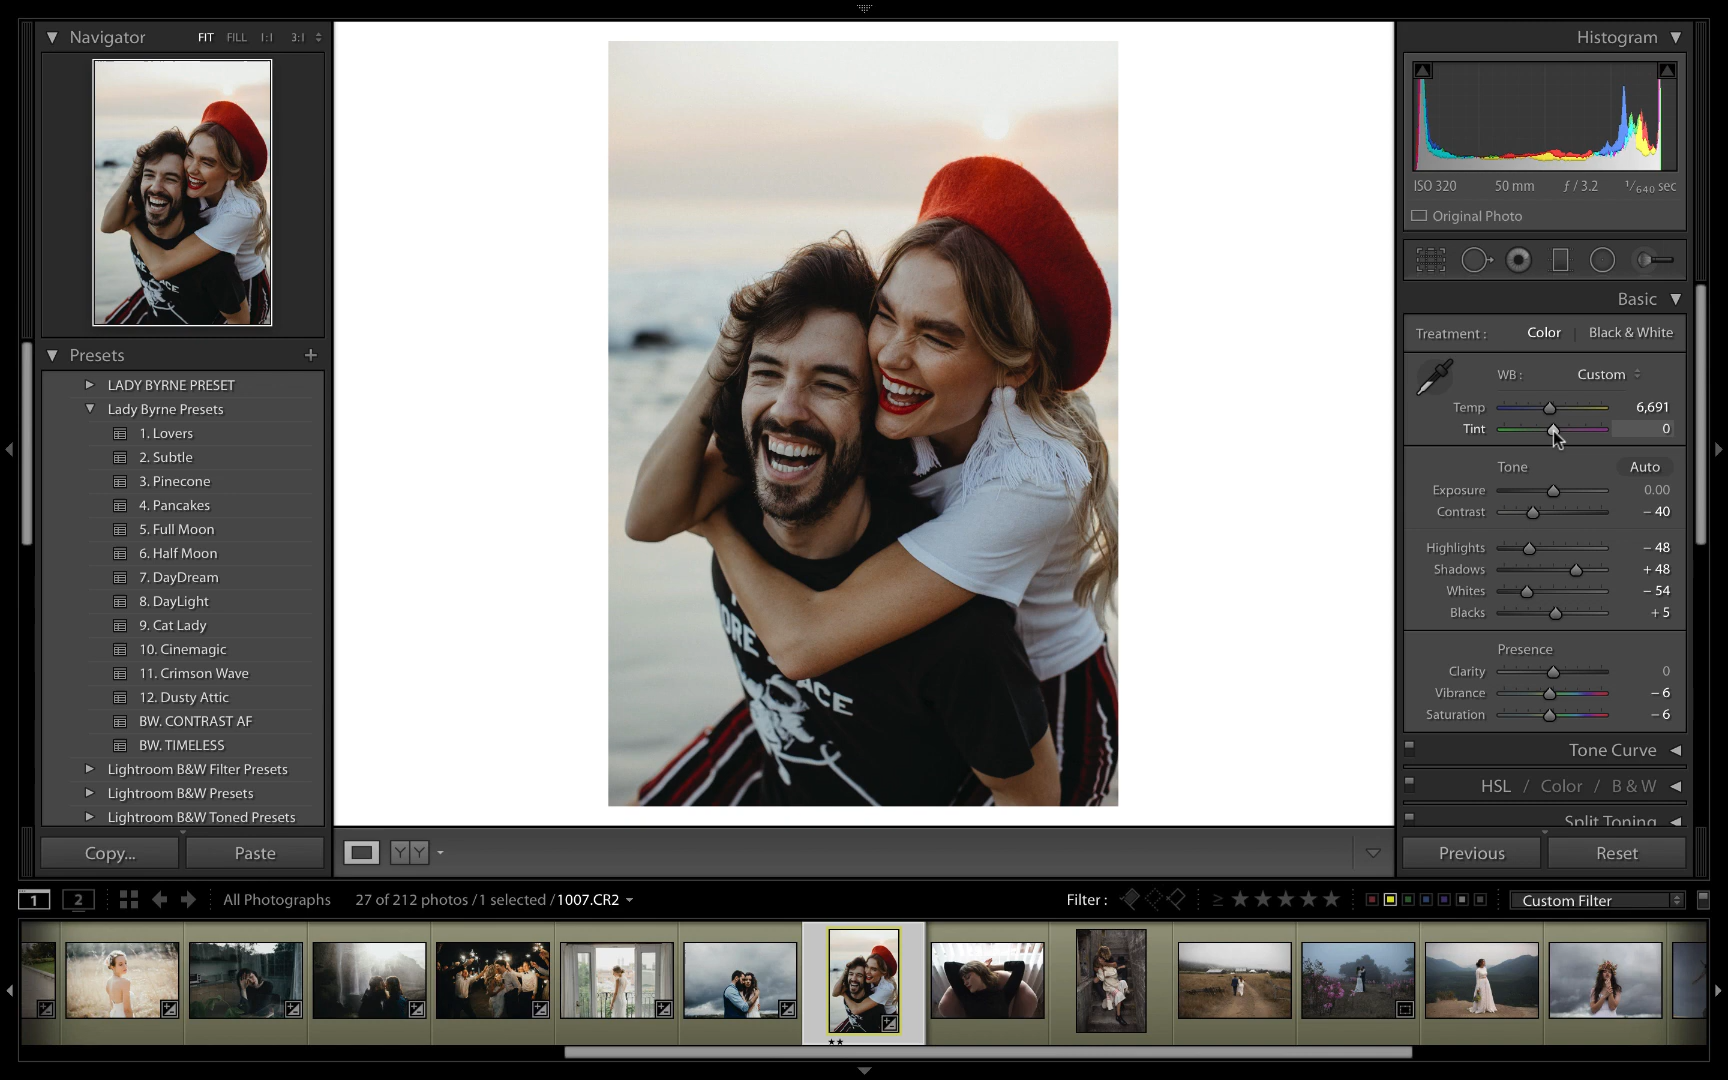 Navigator FIT FILL 1:1 3:1
Presets +
LADY BYRNE PRESET
Lady Byrne Presets
1. Lovers
2. Subtle
3. Pinecone
4. Pancakes
5. Full Moon
6. Half Moon
7. DayDream
8. DayLight
9. Cat Lady
10. Cinemagic
11. Crimson Wave
12. Dusty Attic
BW. CONTRAST AF
BW. TIMELESS
Lightroom B&W Filter Presets
Lightroom B&W Presets
Lightroom B&W Toned Presets
Copy... Paste
ORE
ACE
YY
Histogram
ISO 320 50 mm ƒ / 3.2 1/640 sec
Original Photo
Basic
Treatment : Color | Black & White
WB : Custom
Temp 6,691
Tint 0
Tone Auto
Exposure 0.00
Contrast – 40
Highlights – 48
Shadows + 48
Whites – 54
Blacks + 5
Presence
Clarity 0
Vibrance – 6
Saturation – 6
Tone Curve
HSL / Color / B & W
Split Toning
Previous Reset
1 2 All Photographs 27 of 212 photos / 1 selected / 1007.CR2 Filter : ≥ ★★★★★ Custom Filter
★★